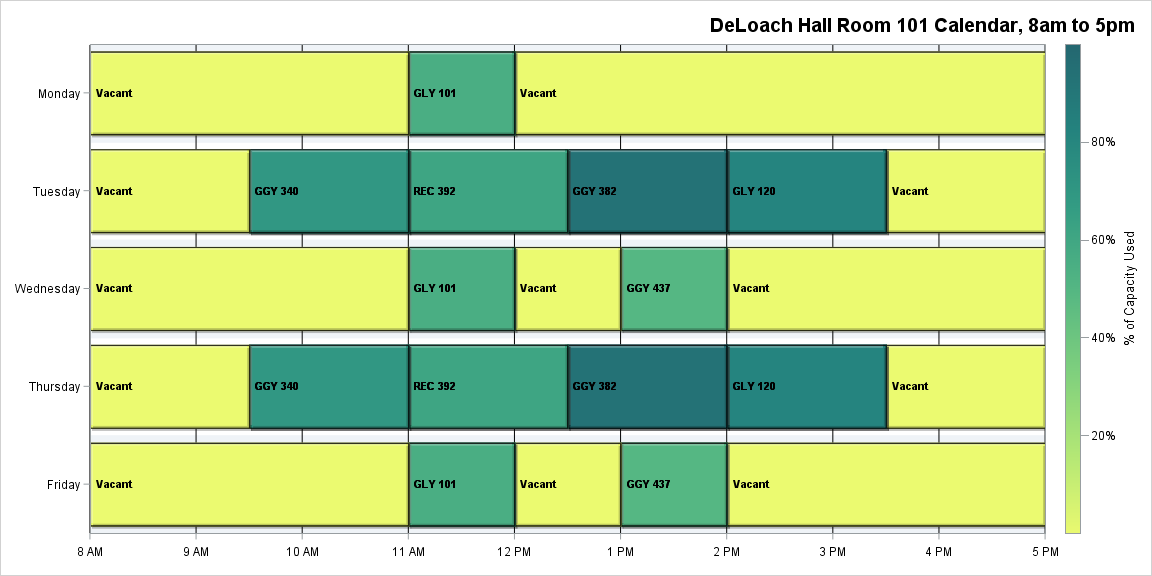 DeLoach Hall Room 101 Calendar, 8am to 5pm
Monday
Vacant
GLY 101
Vacant
Tuesday
Vacant
GGY 340
REC 392
GGY 382
GLY 120
Vacant
Wednesday
Vacant
GLY 101
Vacant
GGY 437
Vacant
Thursday
Vacant
GGY 340
REC 392
GGY 382
GLY 120
Vacant
Friday
Vacant
GLY 101
Vacant
GGY 437
Vacant
8 AM
9 AM
10 AM
11 AM
12 PM
1 PM
2 PM
3 PM
4 PM
5 PM
80%
60%
40%
20%
% of Capacity Used